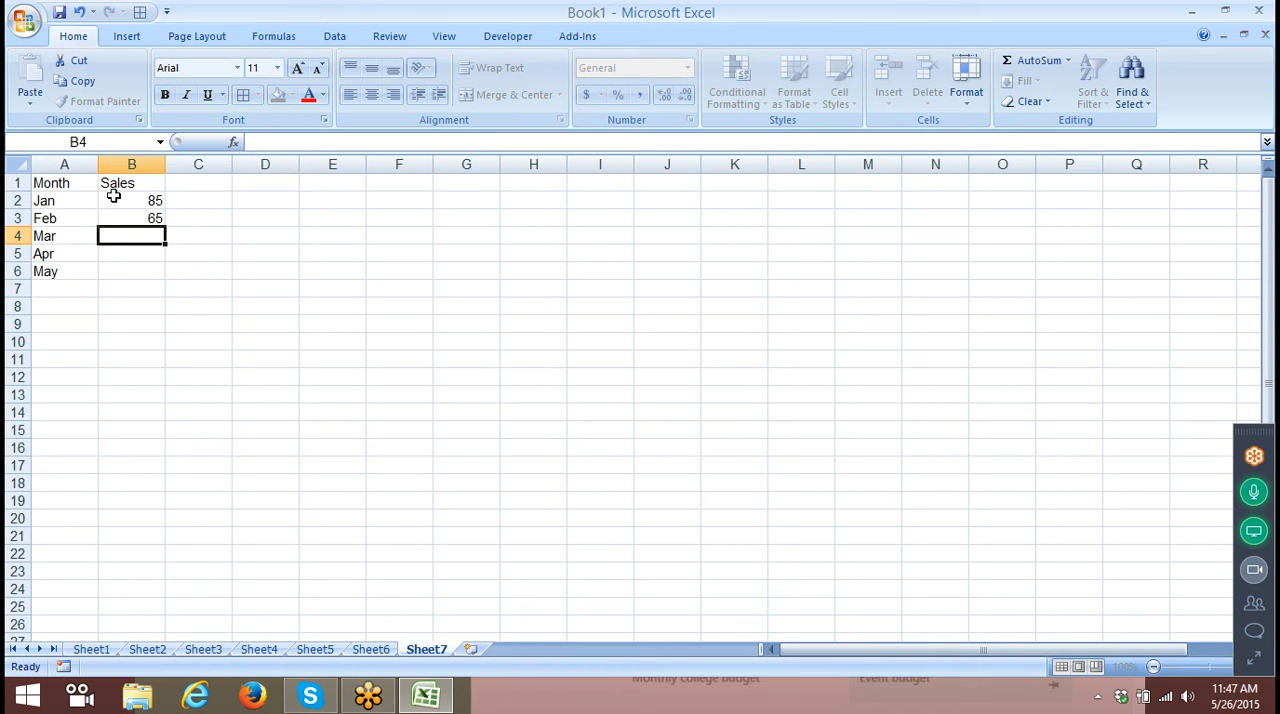 Book1 - Microsoft Excel
Home Insert Page Layout Formulas Data Review View Developer Add-Ins
Cut
Copy
Format Painter
Paste
Clipboard
Arial 11
B I U
Font
Wrap Text
Merge & Center
Alignment
General
$ % ,
Number
Conditional Formatting
Format as Table
Cell Styles
Styles
Insert Delete Format
Cells
Σ AutoSum
Fill
Clear
Sort & Filter
Find & Select
Editing
B4 fx
A B C D E F G H I J K L M N O P Q R
1 Month Sales
2 Jan 85
3 Feb 65
4 Mar
5 Apr
6 May
7
8
9
10
11
12
13
14
15
16
17
18
19
20
21
22
23
24
25
26
27
Sheet1 Sheet2 Sheet3 Sheet4 Sheet5 Sheet6 Sheet7
Ready 100%
Monthly college budget Event budget
11:47 AM
5/26/2015